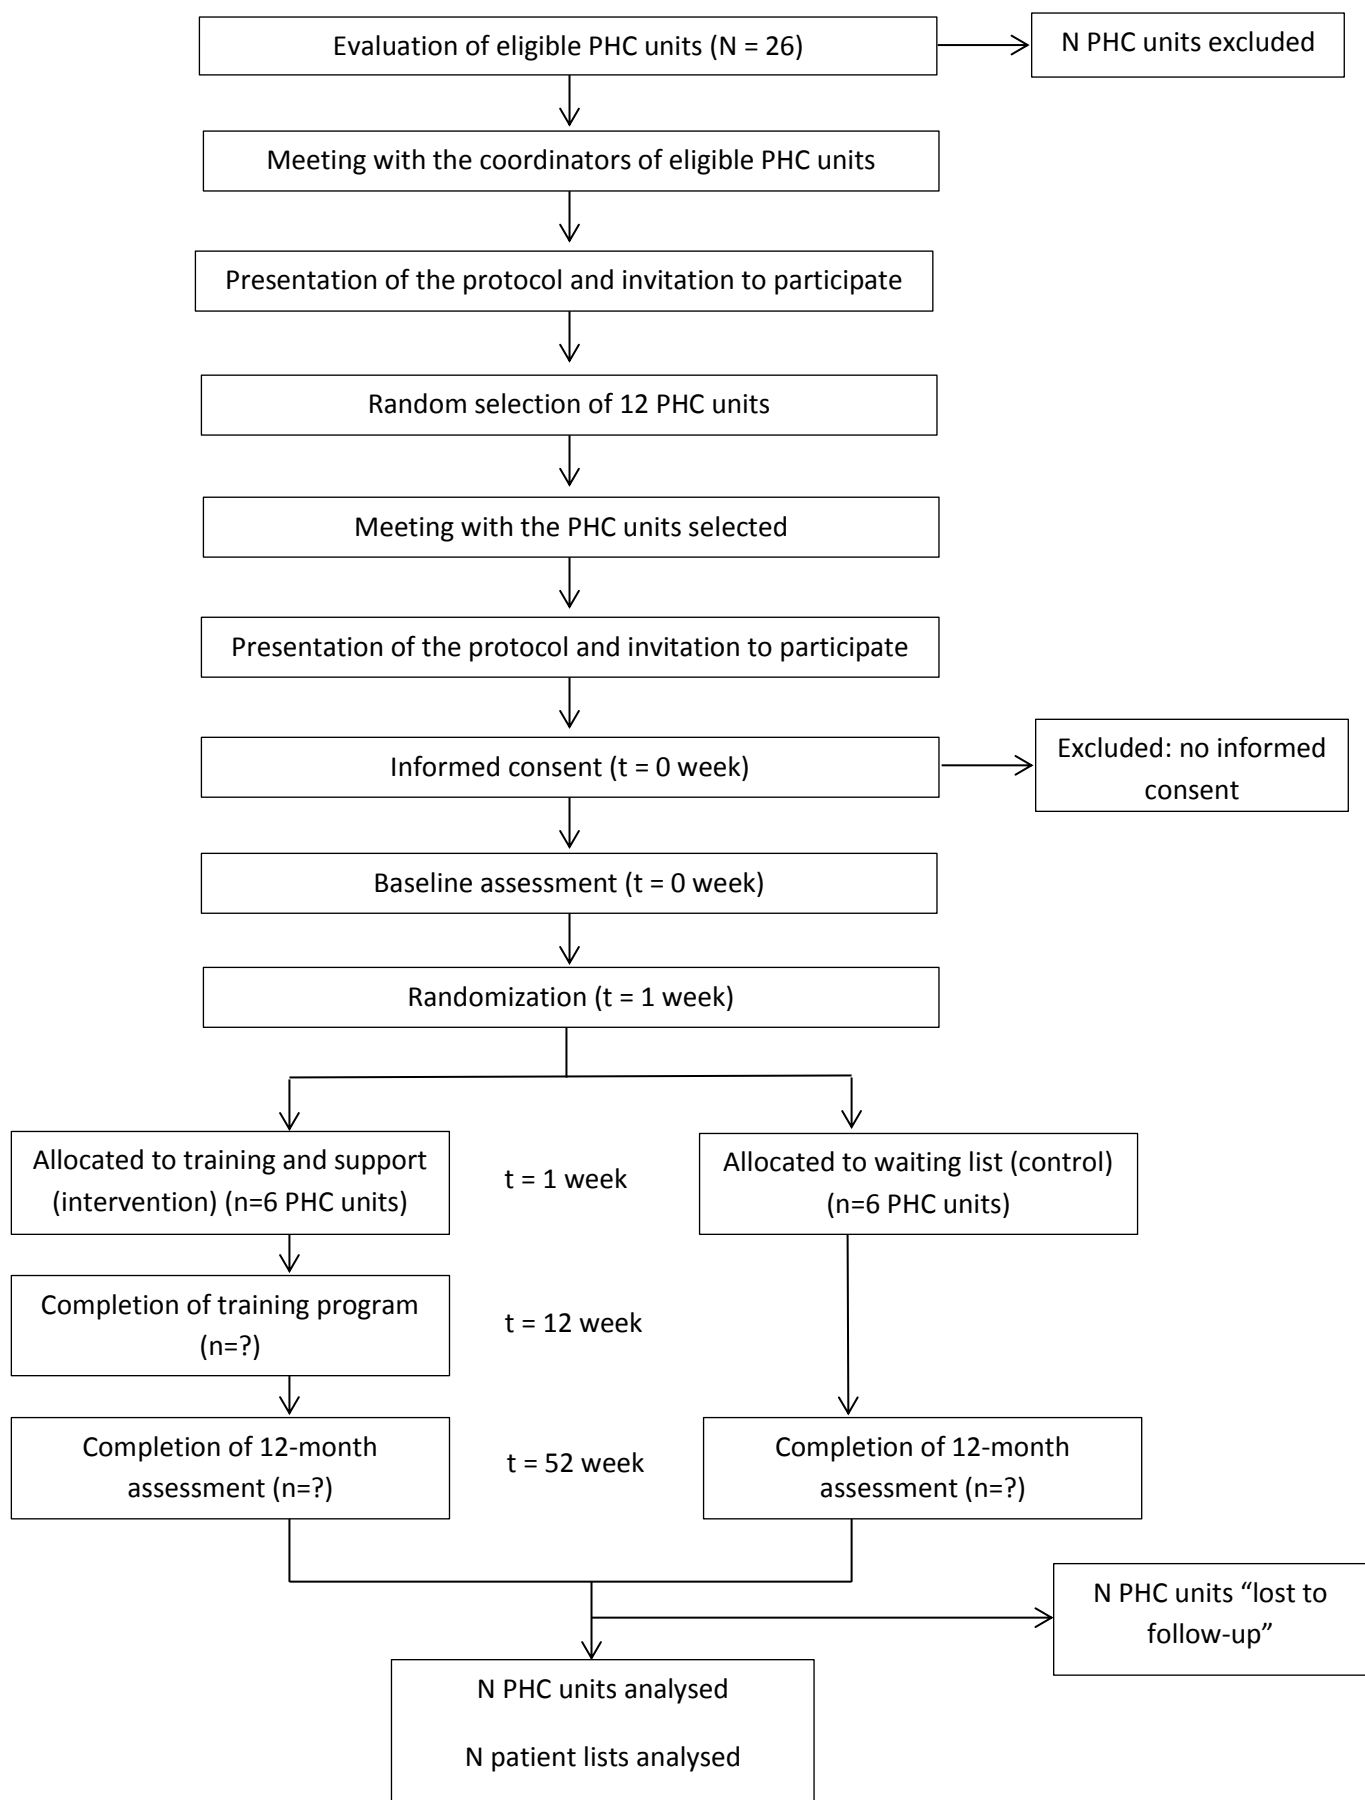 Evaluation of eligible PHC units (N = 26)
N PHC units excluded
Meeting with the coordinators of eligible PHC units
Presentation of the protocol and invitation to participate
Random selection of 12 PHC units
Meeting with the PHC units selected
Presentation of the protocol and invitation to participate
Informed consent (t = 0 week)
Excluded: no informed
consent
Baseline assessment (t = 0 week)
Randomization (t = 1 week)
Allocated to training and support
(intervention) (n=6 PHC units)
t = 1 week
Allocated to waiting list (control)
(n=6 PHC units)
Completion of training program
(n=?)
t = 12 week
Completion of 12-month
assessment (n=?)
t = 52 week
Completion of 12-month
assessment (n=?)
N PHC units “lost to
follow-up”
N PHC units analysed
N patient lists analysed